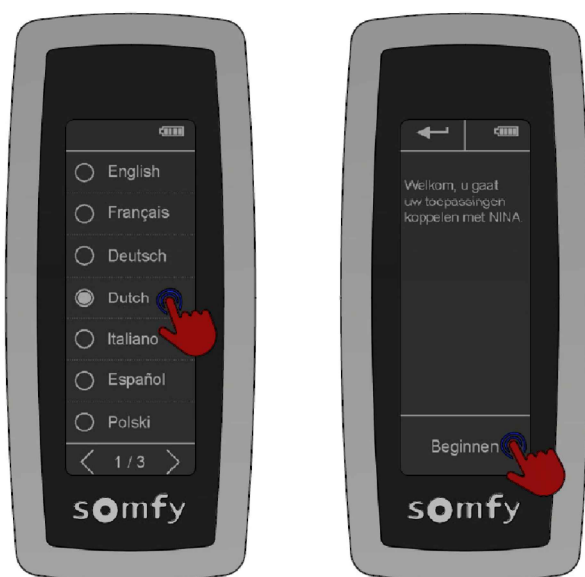 English
Français
Deutsch
Dutch
Italiano
Español
Polski
1 / 3
somfy
Welkom, u gaat
uw toepassingen
koppelen met NINA
Beginnen
somfy